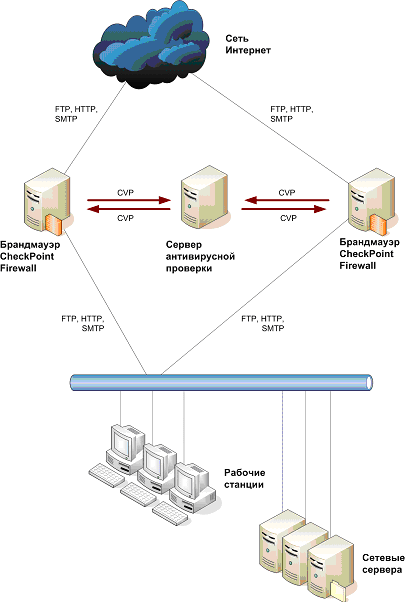 Сеть
Интернет
FTP, HTTP,
SMTP
FTP, HTTP,
SMTP
CVP
CVP
CVP
CVP
Брандмауэр
CheckPoint
Firewall
Сервер
антивирусной
проверки
Брандмауэр
CheckPoint
Firewall
FTP, HTTP,
SMTP
FTP, HTTP,
SMTP
Рабочие
станции
Сетевые
сервера